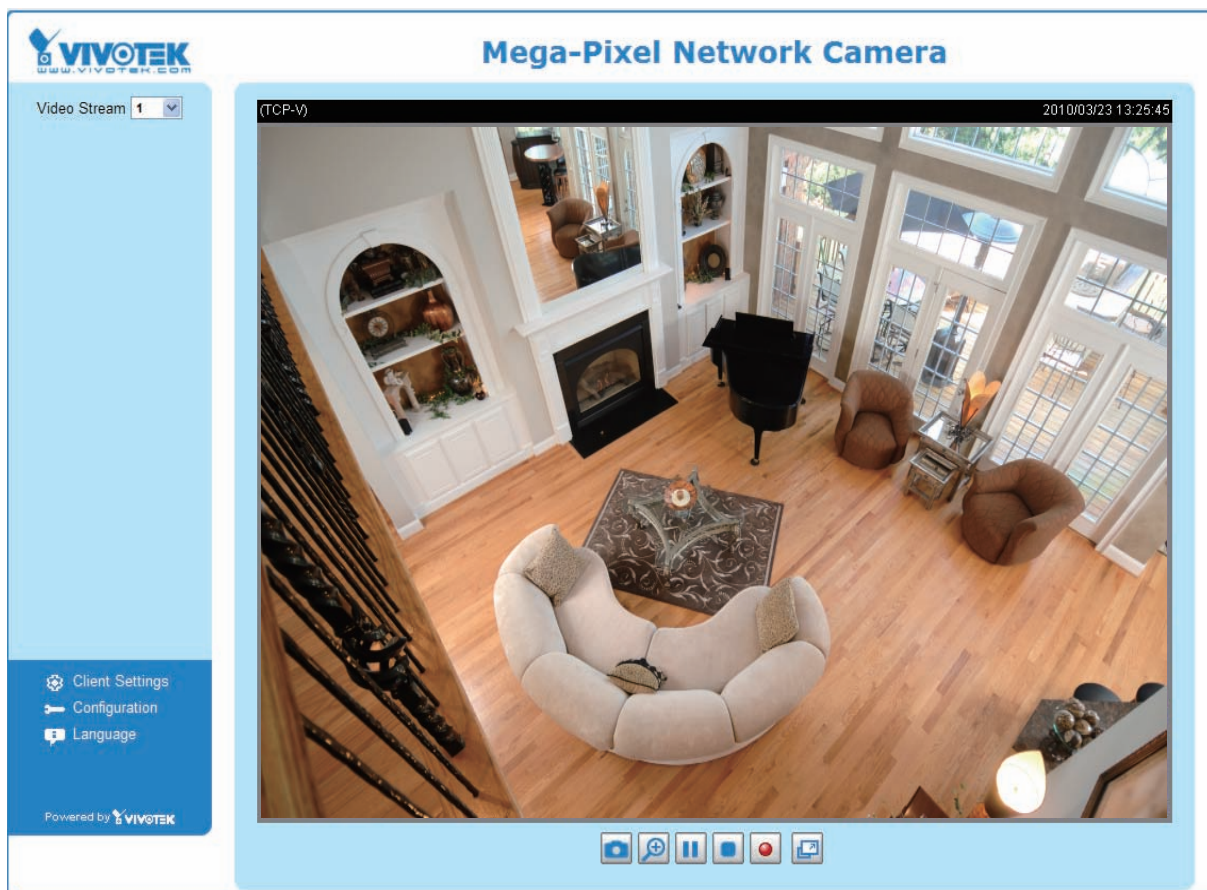 VIVOTEK
www.vivotek.com
Mega-Pixel Network Camera
Video Stream 1
(TCP-V) 2010/03/23 13:25:45
Client Settings
Configuration
Language
Powered by VIVOTEK